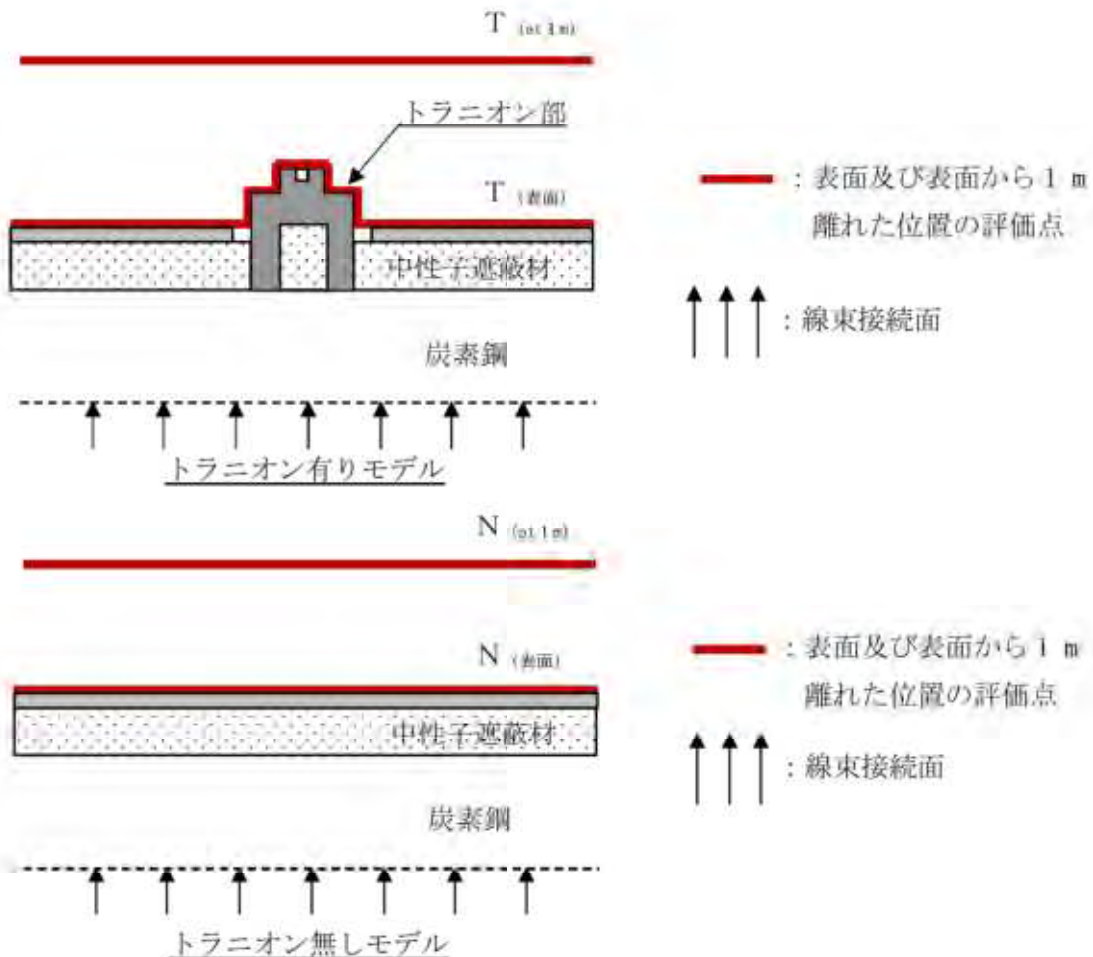 T (at 1m)
トラニオン部
T (表面)
中性子遮蔽材
炭素鋼
トラニオン有りモデル
: 表面及び表面から1 m
離れた位置の評価点
: 線束接続面
N (at 1m)
N (表面)
中性子遮蔽材
炭素鋼
トラニオン無しモデル
: 表面及び表面から1 m
離れた位置の評価点
: 線束接続面